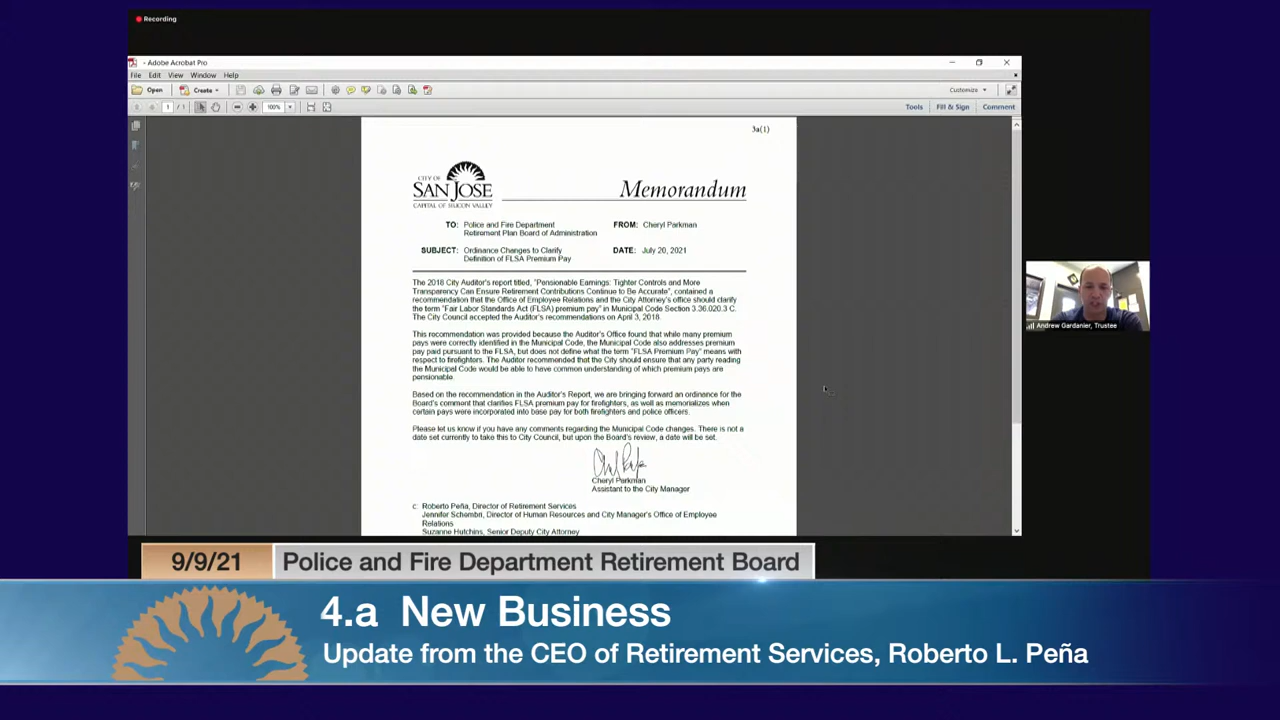 Recording
- Adobe Acrobat Pro
File Edit View Window Help
Open Create Customize
1 / 1 100% Tools Fill & Sign Comment
3a(1)
CITY OF
SAN JOSE
CAPITAL OF SILICON VALLEY
Memorandum
TO: Police and Fire Department
Retirement Plan Board of Administration
FROM: Cheryl Parkman
SUBJECT: Ordinance Changes to Clarify
Definition of FLSA Premium Pay
DATE: July 20, 2021
The 2018 City Auditor's report titled, "Pensionable Earnings: Tighter Controls and More
Transparency Can Ensure Retirement Contributions Continue to Be Accurate", contained a
recommendation that the Office of Employee Relations and the City Attorney's office should clarify
the term "Fair Labor Standards Act (FLSA) premium pay" in Municipal Code Section 3.36.020.3 C.
The City Council accepted the Auditor's recommendations on April 3, 2018.
This recommendation was provided because the Auditor's Office found that while many premium
pays were correctly identified in the Municipal Code, the Municipal Code also addresses premium
pay paid pursuant to the FLSA, but does not define what the term "FLSA Premium Pay" means with
respect to firefighters. The Auditor recommended that the City should ensure that any party reading
the Municipal Code would be able to have common understanding of which premium pays are
pensionable.
Based on the recommendation in the Auditor's Report, we are bringing forward an ordinance for the
Board's comment that clarifies FLSA premium pay for firefighters, as well as memorializes when
certain pays were incorporated into base pay for both firefighters and police officers.
Please let us know if you have any comments regarding the Municipal Code changes. There is not a
date set currently to take this to City Council, but upon the Board's review, a date will be set.
Cheryl Parkman
Assistant to the City Manager
c: Roberto Peña, Director of Retirement Services
Jennifer Schembri, Director of Human Resources and City Manager's Office of Employee
Relations
Suzanne Hutchins, Senior Deputy City Attorney
Andrew Gardanier, Trustee
9/9/21 Police and Fire Department Retirement Board
4.a New Business
Update from the CEO of Retirement Services, Roberto L. Peña